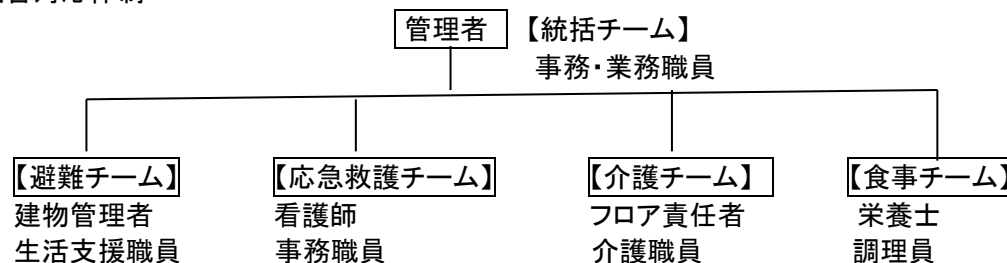 管理者 【統括チーム】
事務・業務職員
【避難チーム】 【応急救護チーム】 【介護チーム】 【食事チーム】
建物管理者 看護師 フロア責任者 栄養士
生活支援職員 事務職員 介護職員 調理員